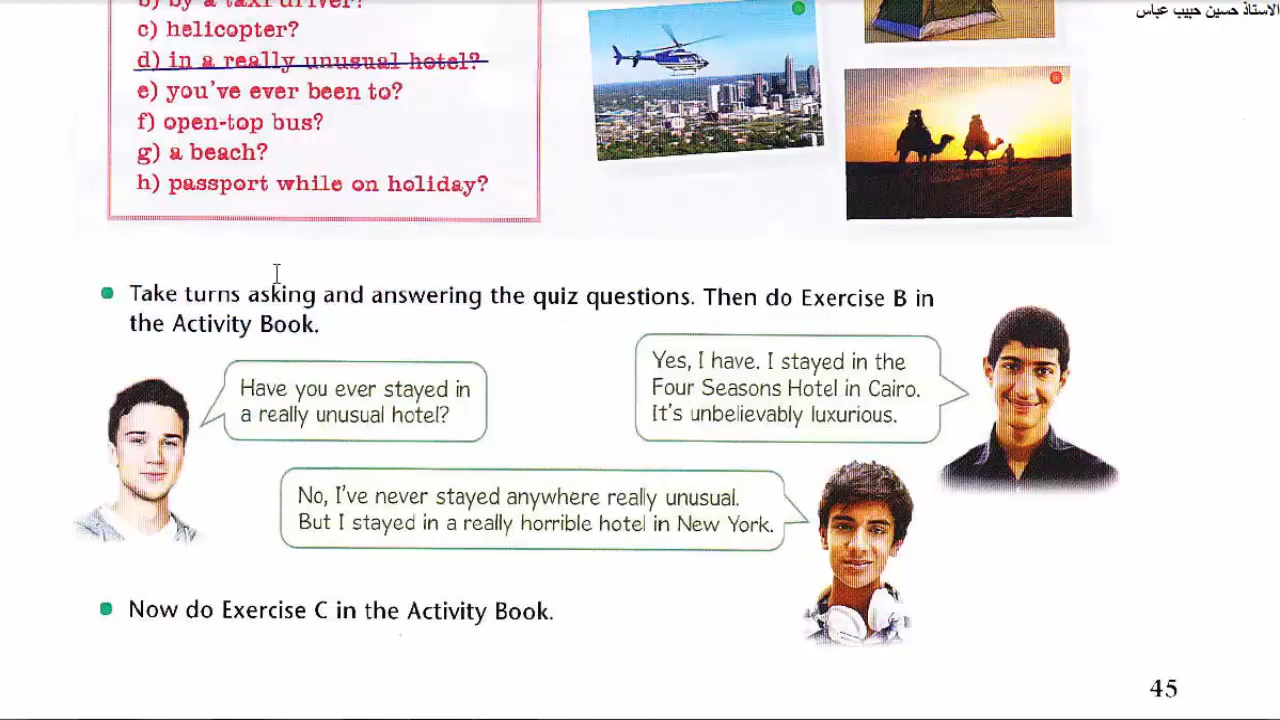 الاستاذ حسين حبيب عباس
b) by a taxi driver?
c) helicopter?
d) in a really unusual hotel?
e) you've ever been to?
f) open-top bus?
g) a beach?
h) passport while on holiday?
Take turns asking and answering the quiz questions. Then do Exercise B in
the Activity Book.
Have you ever stayed in
a really unusual hotel?
Yes, I have. I stayed in the
Four Seasons Hotel in Cairo.
It's unbelievably luxurious.
No, I've never stayed anywhere really unusual.
But I stayed in a really horrible hotel in New York.
Now do Exercise C in the Activity Book.
45